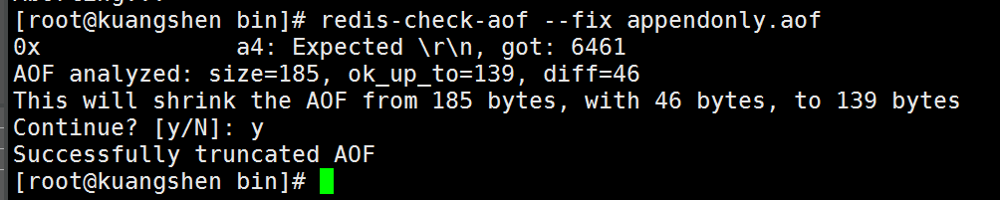 [root@kuangshen bin]# redis-check-aof --fix appendonly.aof
0x              a4: Expected \r\n, got: 6461
AOF analyzed: size=185, ok_up_to=139, diff=46
This will shrink the AOF from 185 bytes, with 46 bytes, to 139 bytes
Continue? [y/N]: y
Successfully truncated AOF
[root@kuangshen bin]#